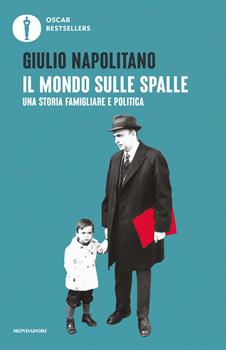 OSCAR
BESTSELLERS
GIULIO NAPOLITANO
IL MONDO SULLE SPALLE
UNA STORIA FAMIGLIARE E POLITICA
MONDADORI